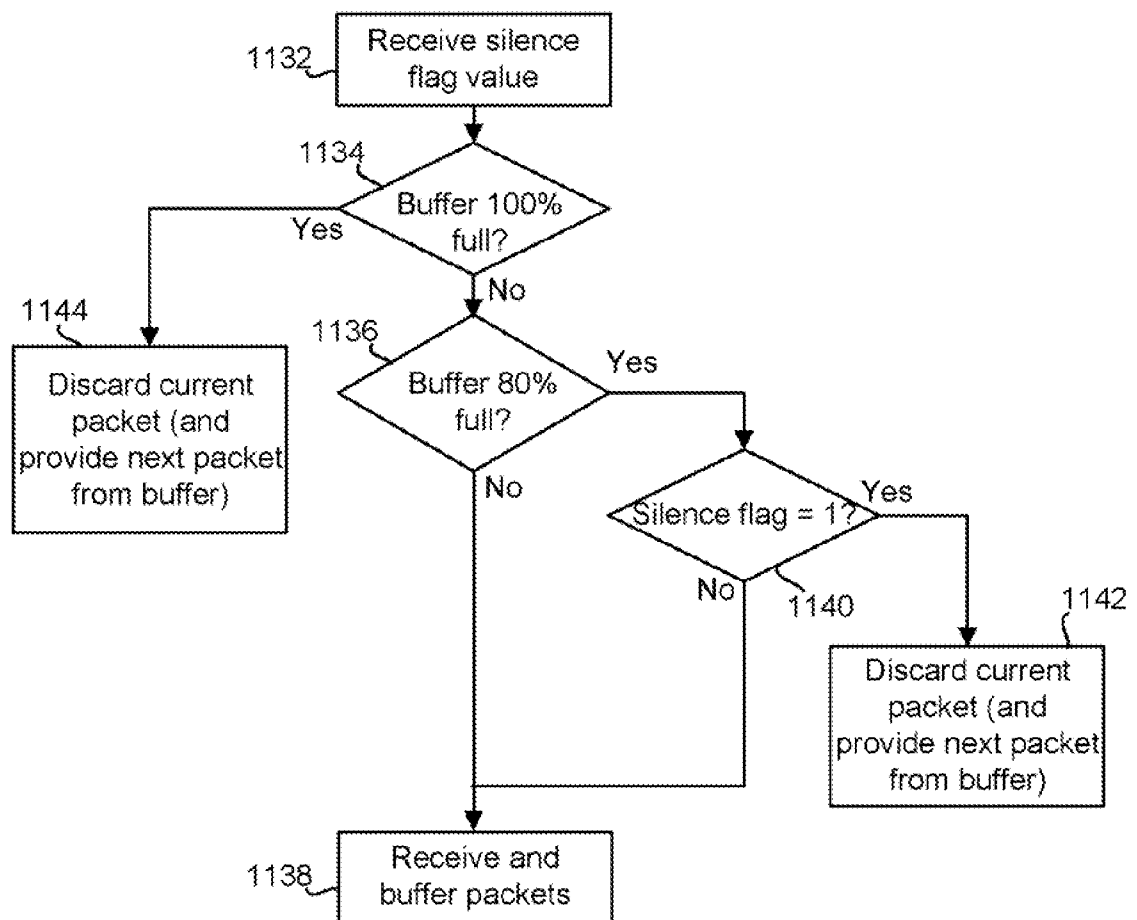 Receive silence
flag value
1132
1134
Buffer 100%
full?
Yes
No
1144
Discard current
packet (and
provide next packet
from buffer)
1136
Buffer 80%
full?
Yes
No
Silence flag = 1?
Yes
No
1140
1142
Discard current
packet (and
provide next packet
from buffer)
Receive and
buffer packets
1138